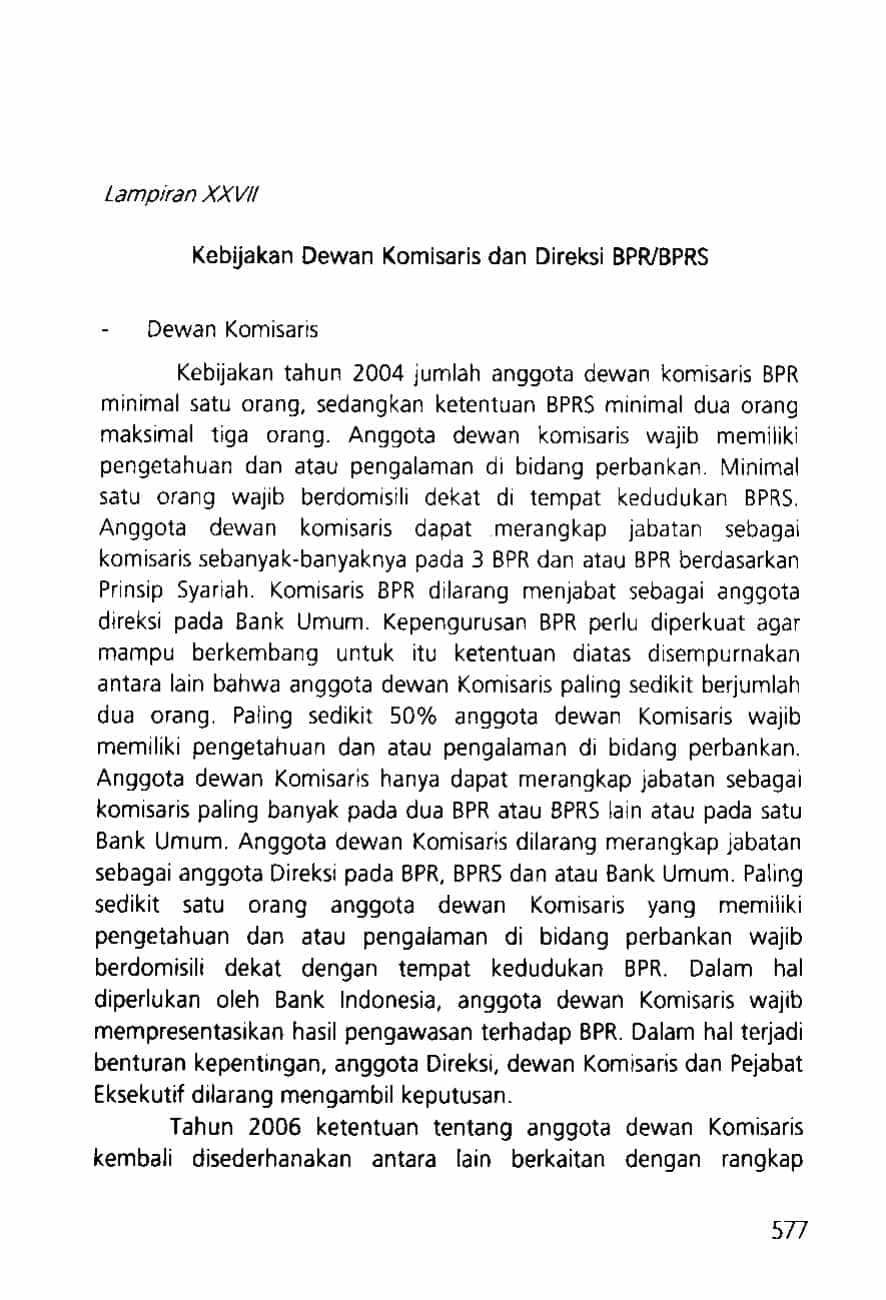 Lampiran XXVII
Kebijakan Dewan Komisaris dan Direksi BPR/BPRS
- Dewan Komisaris
Kebijakan tahun 2004 jumlah anggota dewan komisaris BPR
minimal satu orang, sedangkan ketentuan BPRS minimal dua orang
maksimal tiga orang. Anggota dewan komisaris wajib memiliki
pengetahuan dan atau pengalaman di bidang perbankan. Minimal
satu orang wajib berdomisili dekat di tempat kedudukan BPRS.
Anggota dewan komisaris dapat merangkap jabatan sebagai
komisaris sebanyak-banyaknya pada 3 BPR dan atau BPR berdasarkan
Prinsip Syariah. Komisaris BPR dilarang menjabat sebagai anggota
direksi pada Bank Umum. Kepengurusan BPR perlu diperkuat agar
mampu berkembang untuk itu ketentuan diatas disempurnakan
antara lain bahwa anggota dewan Komisaris paling sedikit berjumlah
dua orang. Paling sedikit 50% anggota dewan Komisaris wajib
memiliki pengetahuan dan atau pengalaman di bidang perbankan.
Anggota dewan Komisaris hanya dapat merangkap jabatan sebagai
komisaris paling banyak pada dua BPR atau BPRS lain atau pada satu
Bank Umum. Anggota dewan Komisaris dilarang merangkap jabatan
sebagai anggota Direksi pada BPR, BPRS dan atau Bank Umum. Paling
sedikit satu orang anggota dewan Komisaris yang memiliki
pengetahuan dan atau pengalaman di bidang perbankan wajib
berdomisili dekat dengan tempat kedudukan BPR. Dalam hal
diperlukan oleh Bank Indonesia, anggota dewan Komisaris wajib
mempresentasikan hasil pengawasan terhadap BPR. Dalam hal terjadi
benturan kepentingan, anggota Direksi, dewan Komisaris dan Pejabat
Eksekutif dilarang mengambil keputusan.
Tahun 2006 ketentuan tentang anggota dewan Komisaris
kembali disederhanakan antara lain berkaitan dengan rangkap
577